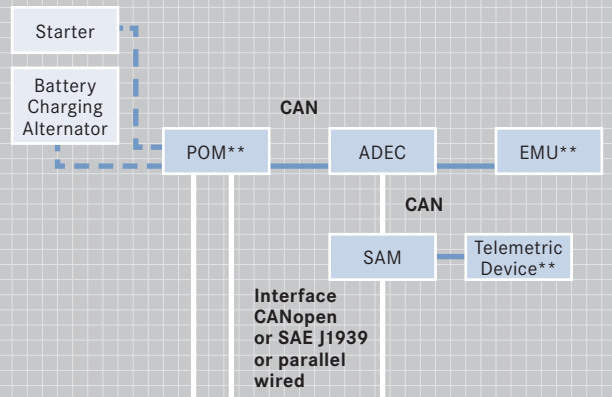 Starter
Battery
Charging
Alternator
CAN
POM**
ADEC
EMU**
CAN
SAM
Telemetric
Device**
Interface
CANopen
or SAE J1939
or parallel
wired